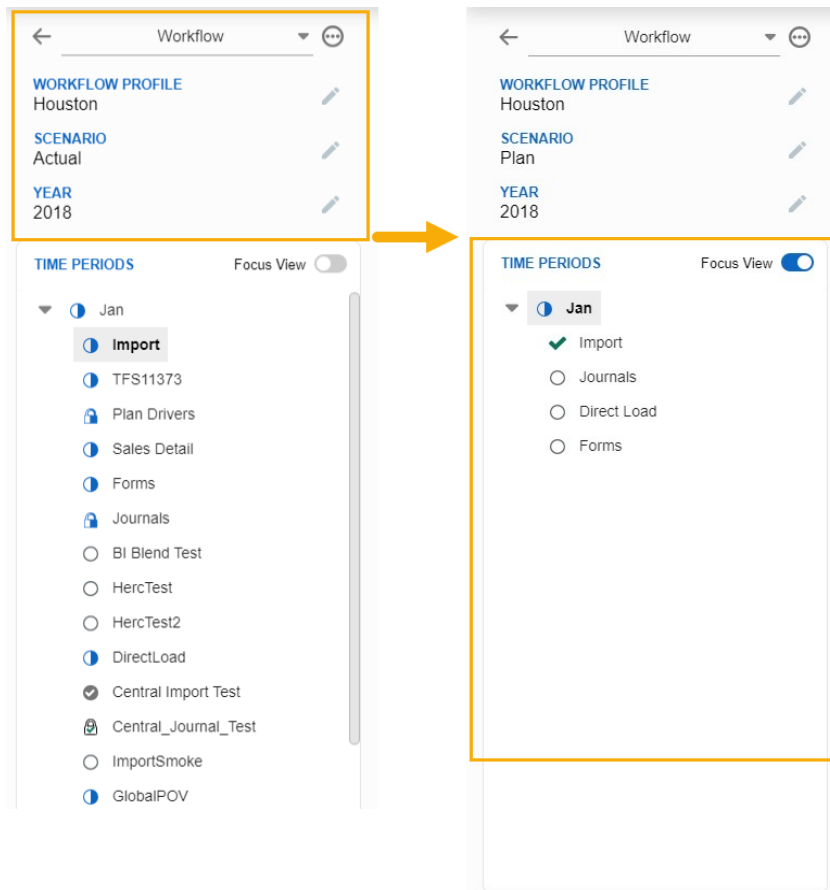 Workflow
WORKFLOW PROFILE
Houston
SCENARIO
Actual
YEAR
2018
TIME PERIODS Focus View
Jan
Import
TFS11373
Plan Drivers
Sales Detail
Forms
Journals
BI Blend Test
HercTest
HercTest2
DirectLoad
Central Import Test
Central_Journal_Test
ImportSmoke
GlobalPOV
Workflow
WORKFLOW PROFILE
Houston
SCENARIO
Plan
YEAR
2018
TIME PERIODS Focus View
Jan
Import
Journals
Direct Load
Forms